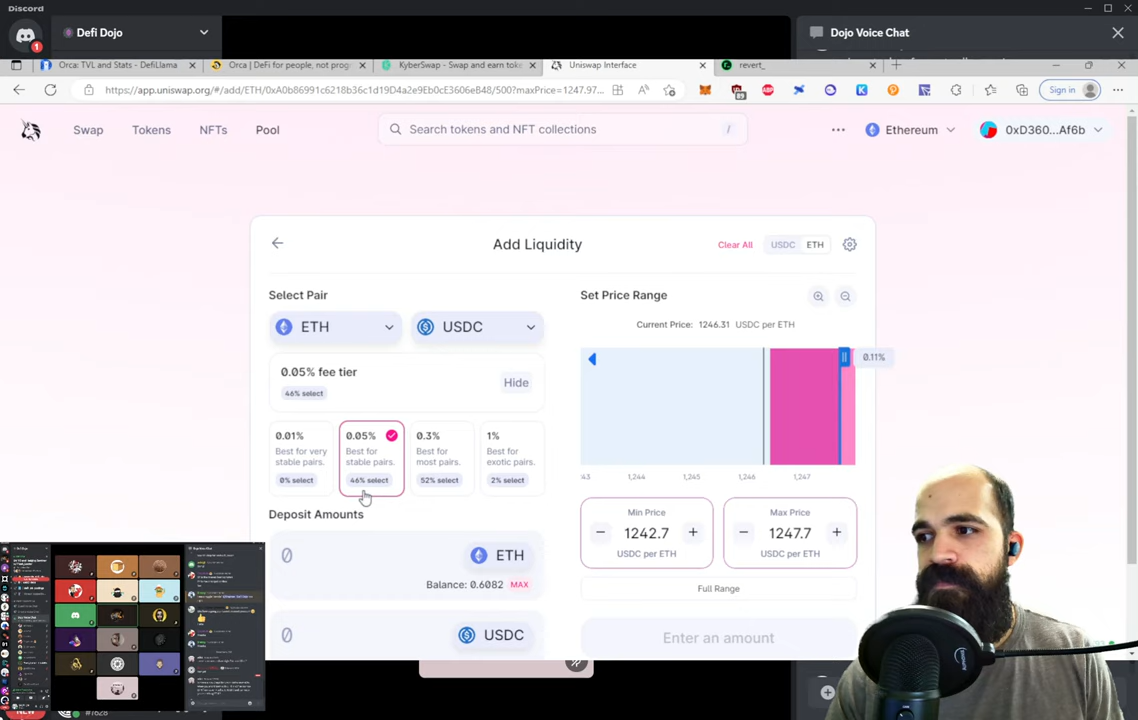 Discord
Defi Dojo
Dojo Voice Chat
Orca: TVL and Stats - DefiLlama
Orca | DeFi for people, not prog
KyberSwap - Swap and earn toke
Uniswap Interface
revert_
https://app.uniswap.org/#/add/ETH/0xA0b86991c6218b36c1d19D4a2e9Eb0cE3606eB48/500?maxPrice=1247.97...
Sign in
Swap
Tokens
NFTs
Pool
Search tokens and NFT collections
/
Ethereum
0xD360...Af6b
Add Liquidity
Clear All
USDC
ETH
Select Pair
ETH
USDC
0.05% fee tier
46% select
Hide
0.01%
Best for very
stable pairs.
0% select
0.05%
Best for
stable pairs.
46% select
0.3%
Best for
most pairs.
52% select
1%
Best for
exotic pairs.
2% select
Deposit Amounts
0
ETH
Balance: 0.6082
MAX
0
USDC
Set Price Range
Current Price: 1246.31 USDC per ETH
0.11%
1,244
1,245
1,246
1,247
Min Price
1242.7
USDC per ETH
Max Price
1247.7
USDC per ETH
Full Range
Enter an amount
NEW
#1628